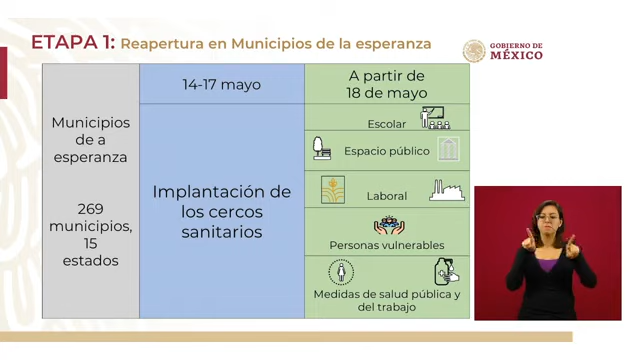 ETAPA 1: Reapertura en Municipios de la esperanza
GOBIERNO DE
MÉXICO
14-17 mayo
A partir de
18 de mayo
Municipios
de a
esperanza
269
municipios,
15
estados
Implantación de
los cercos
sanitarios
Escolar
Espacio público
Laboral
Personas vulnerables
Medidas de salud pública y
del trabajo